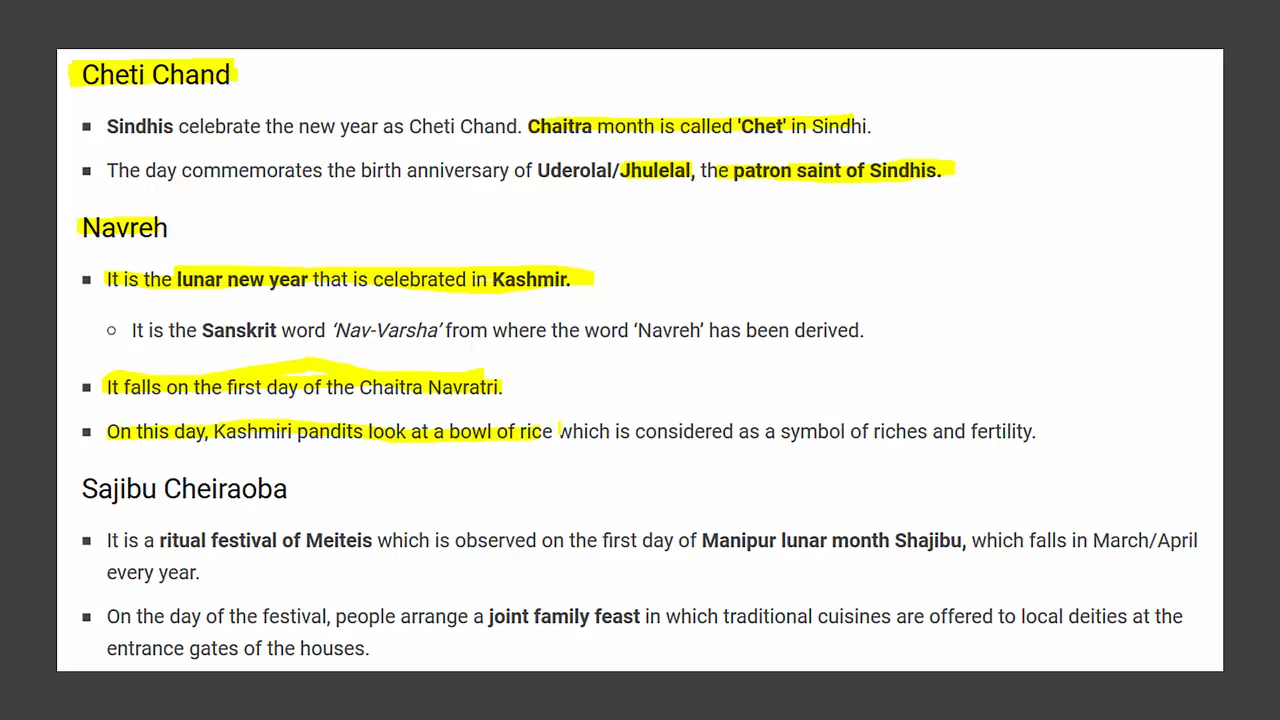 Cheti Chand
▪ Sindhis celebrate the new year as Cheti Chand. Chaitra month is called 'Chet' in Sindhi.
▪ The day commemorates the birth anniversary of Uderolal/Jhulelal, the patron saint of Sindhis.
Navreh
▪ It is the lunar new year that is celebrated in Kashmir.
○ It is the Sanskrit word ‘Nav-Varsha’ from where the word ‘Navreh’ has been derived.
▪ It falls on the first day of the Chaitra Navratri.
▪ On this day, Kashmiri pandits look at a bowl of rice which is considered as a symbol of riches and fertility.
Sajibu Cheiraoba
▪ It is a ritual festival of Meiteis which is observed on the first day of Manipur lunar month Shajibu, which falls in March/April
every year.
▪ On the day of the festival, people arrange a joint family feast in which traditional cuisines are offered to local deities at the
entrance gates of the houses.